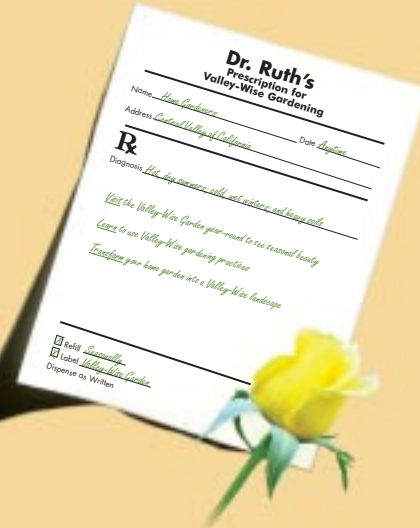 Dr. Ruth's
Prescription for
Valley-Wise Gardening
Name Home Gardeners Date Anytime
Address Central Valley of California
Rx
Diagnosis Hot, dry summers; cold, wet winters; and heavy soils
Visit the Valley-Wise Garden year-round to see seasonal beauty
Learn to use Valley-Wise gardening practices
Transform your home garden into a Valley-Wise landscape
Refill Seasonally
Label Valley-Wise Garden
Dispense as Written